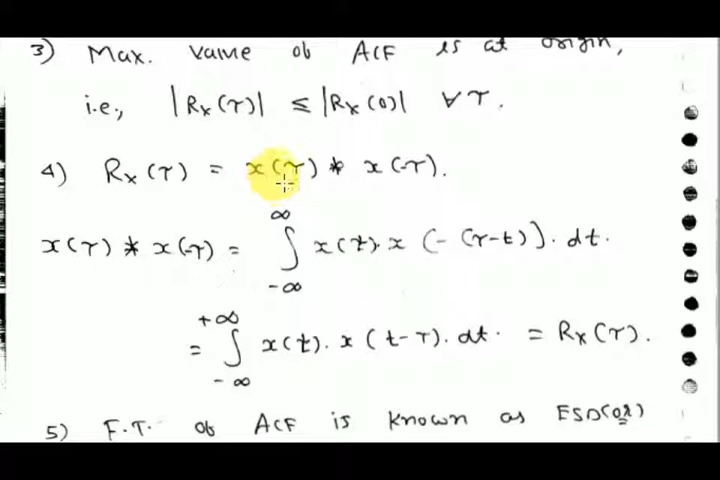 3) Max. value of ACF is at origin,
i.e., |Rx(τ)| ≤ |Rx(0)| ∀ τ.
4) Rx(τ) = x(τ) * x(-τ).
x(τ) * x(-τ) = ∫_{-∞}^{∞} x(t). x (-(τ-t)]. dt.
= ∫_{-∞}^{+∞} x(t). x (t-τ). dt. = Rx(τ).
5) F.T. of ACF is known as ESD(or)